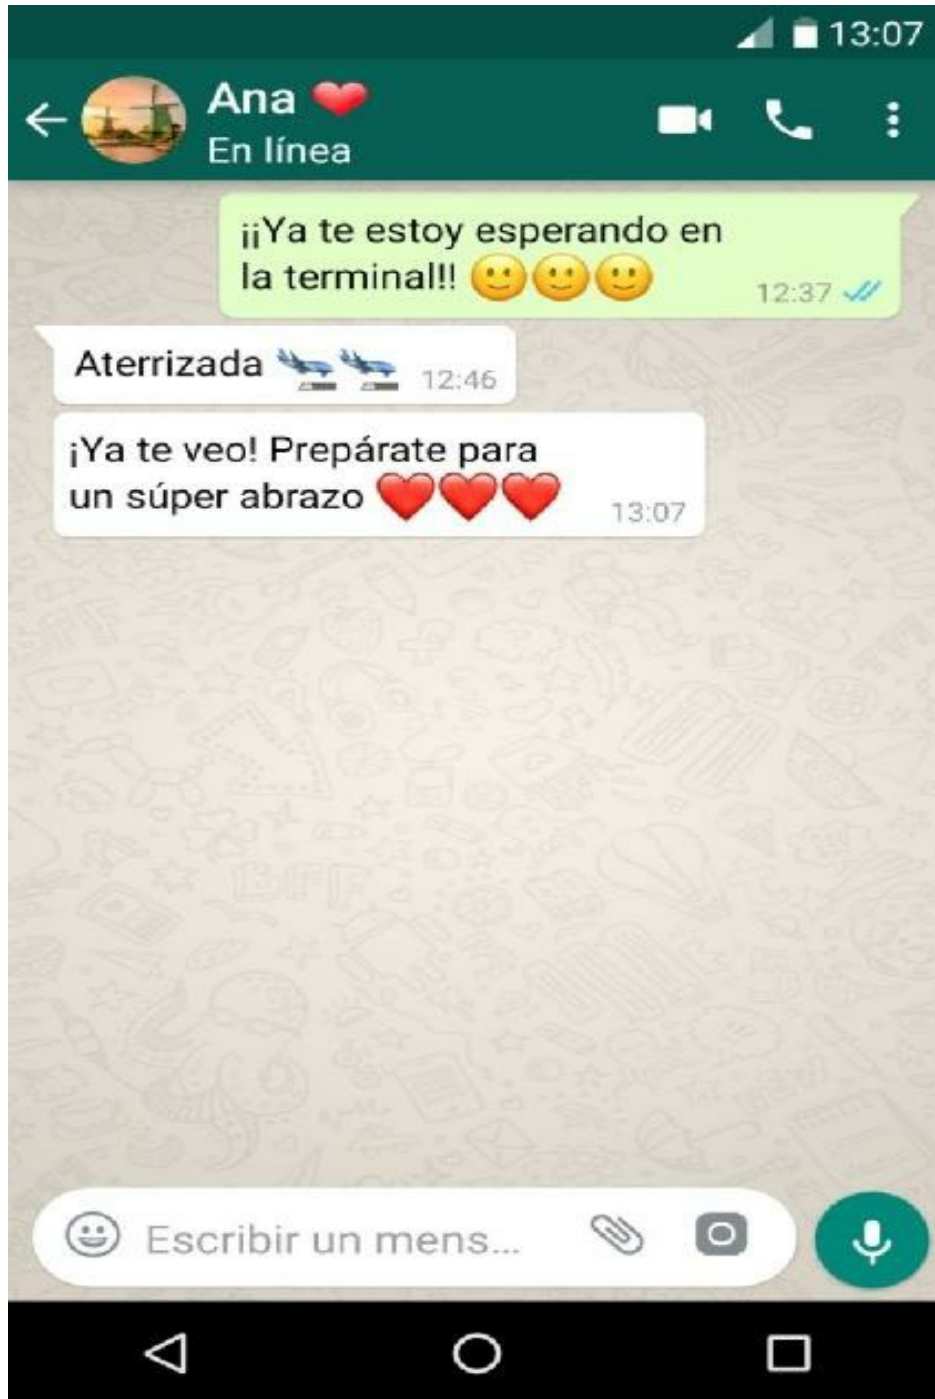 13:07
Ana ❤
En línea
¡¡Ya te estoy esperando en
la terminal!! 🙂🙂🙂
12:37
Aterrizada 🛬🛬 12:46
¡Ya te veo! Prepárate para
un súper abrazo ❤❤❤ 13:07
Escribir un mens...